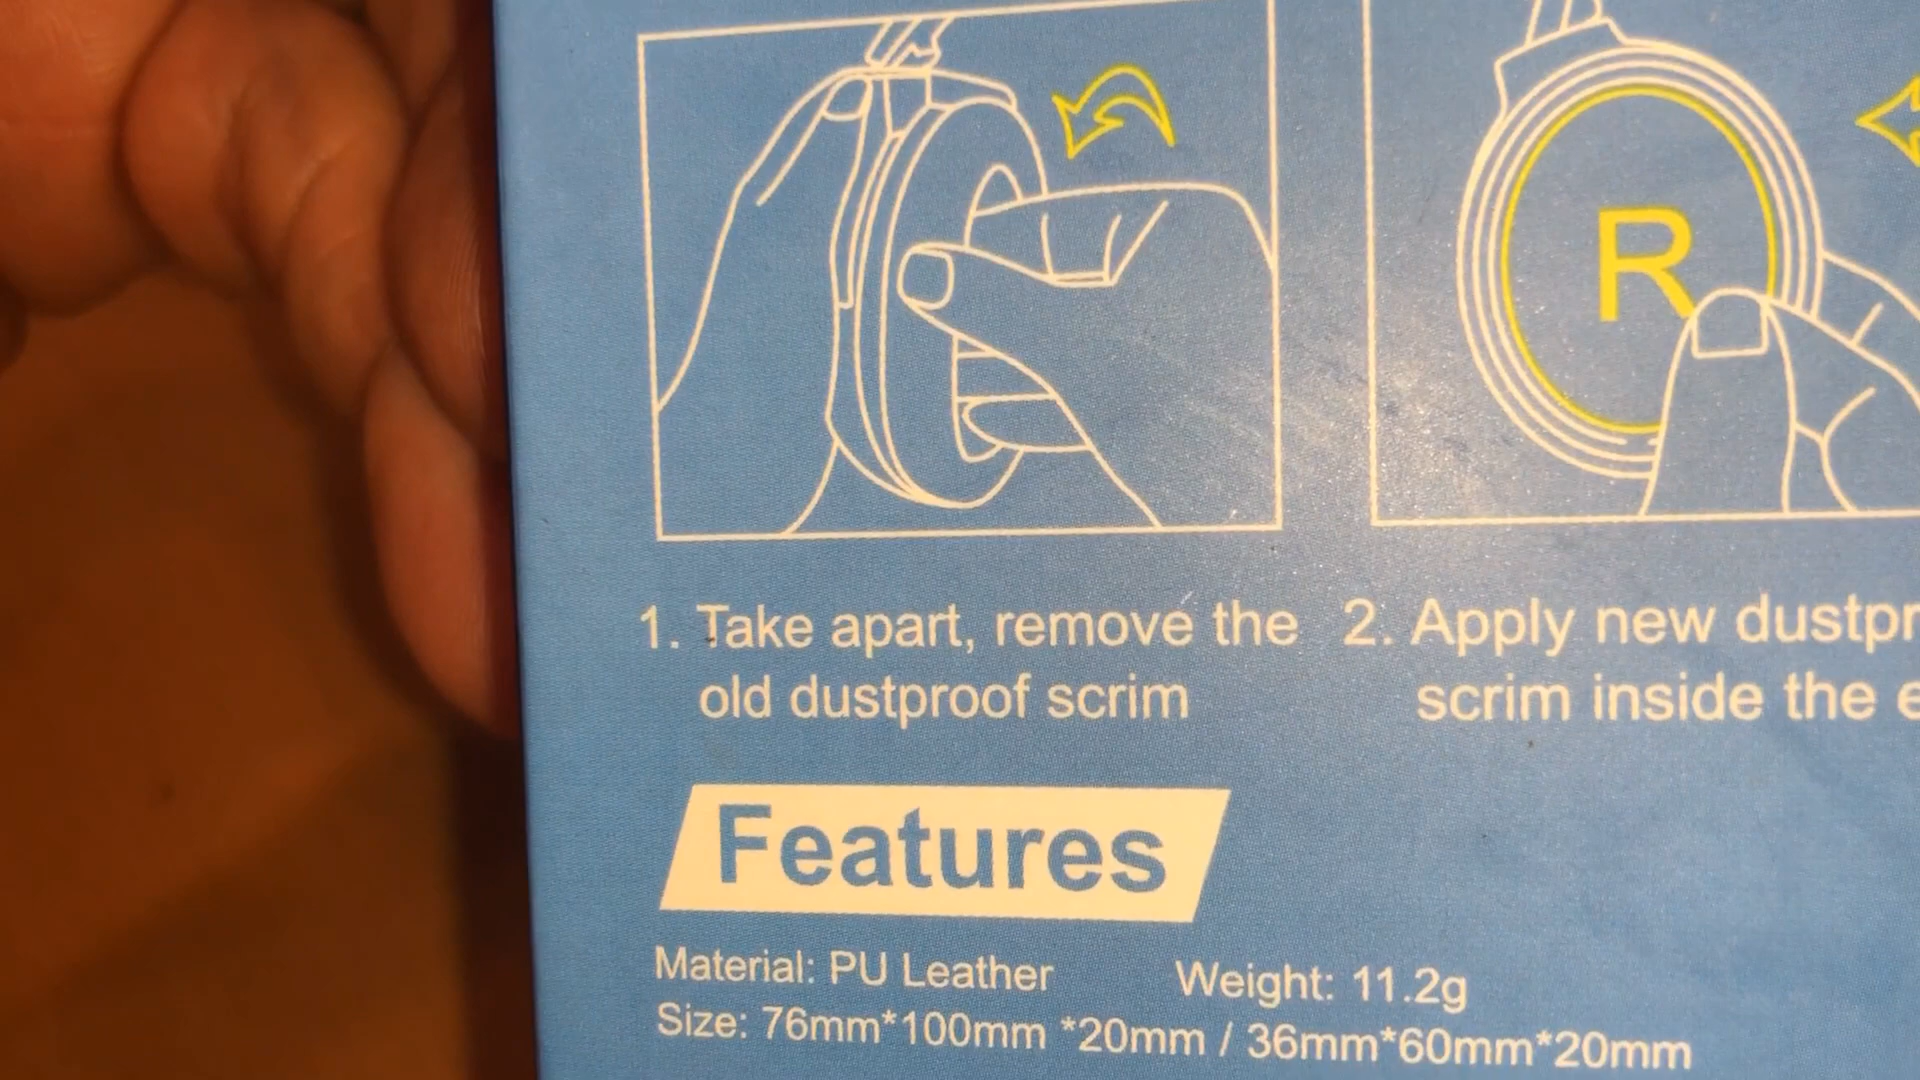 R
1. Take apart, remove the
old dustproof scrim
2. Apply new
scrim inside the
Features
Material: PU Leather Weight: 11.2g
Size: 76mm*100mm *20mm / 36mm*60mm*20mm